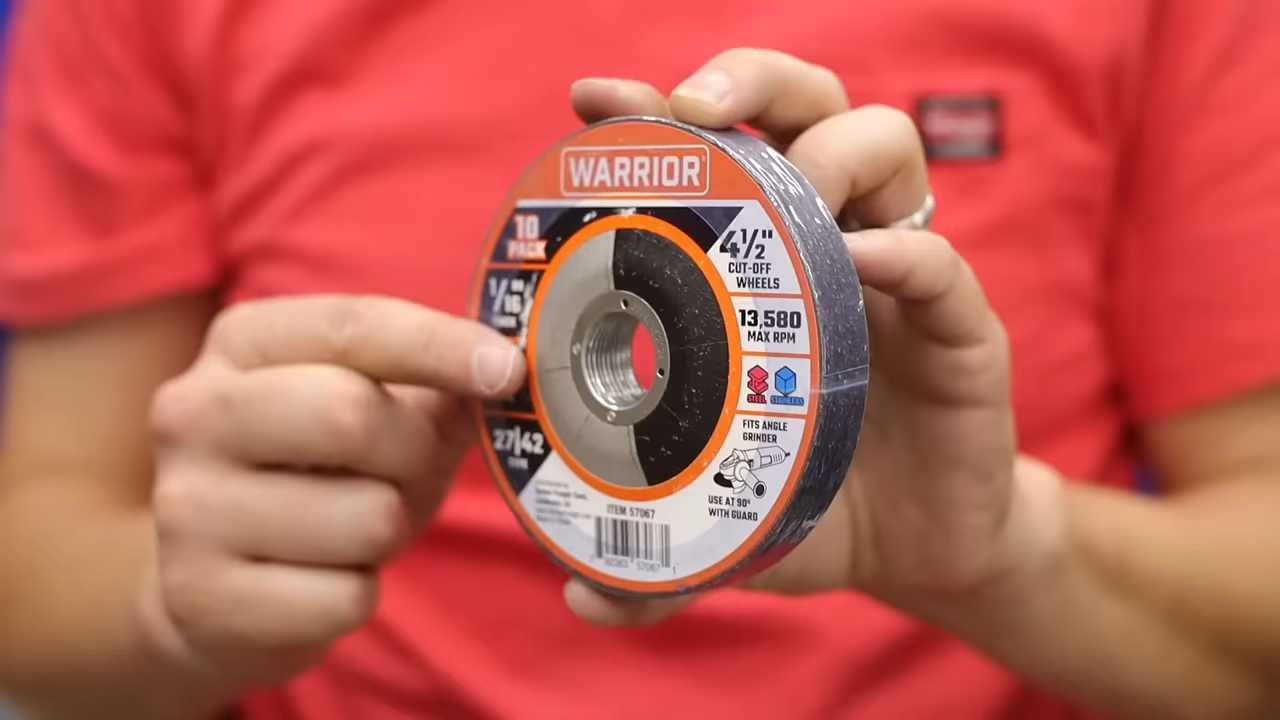 WARRIOR
10
PACK
4½"
CUT-OFF
WHEELS
1/16
13,580
MAX RPM
STEEL
STAINLESS
27|42
FITS ANGLE
GRINDER
USE AT 90°
WITH GUARD
ITEM 57067